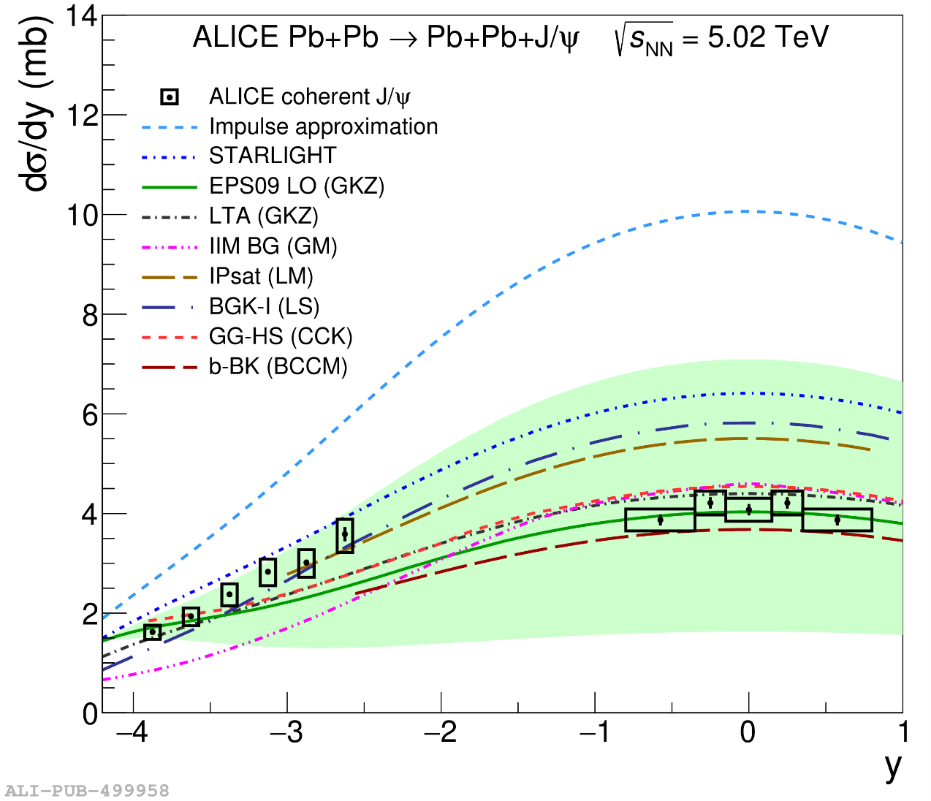 ALICE Pb+Pb → Pb+Pb+J/ψ √sNN = 5.02 TeV
ALICE coherent J/ψ
Impulse approximation
STARLIGHT
EPS09 LO (GKZ)
LTA (GKZ)
IIM BG (GM)
IPsat (LM)
BGK-I (LS)
GG-HS (CCK)
b-BK (BCCM)
dσ/dy (mb)
14
12
10
8
6
4
2
0
−4 −3 −2 −1 0 1
y
ALI-PUB-499958